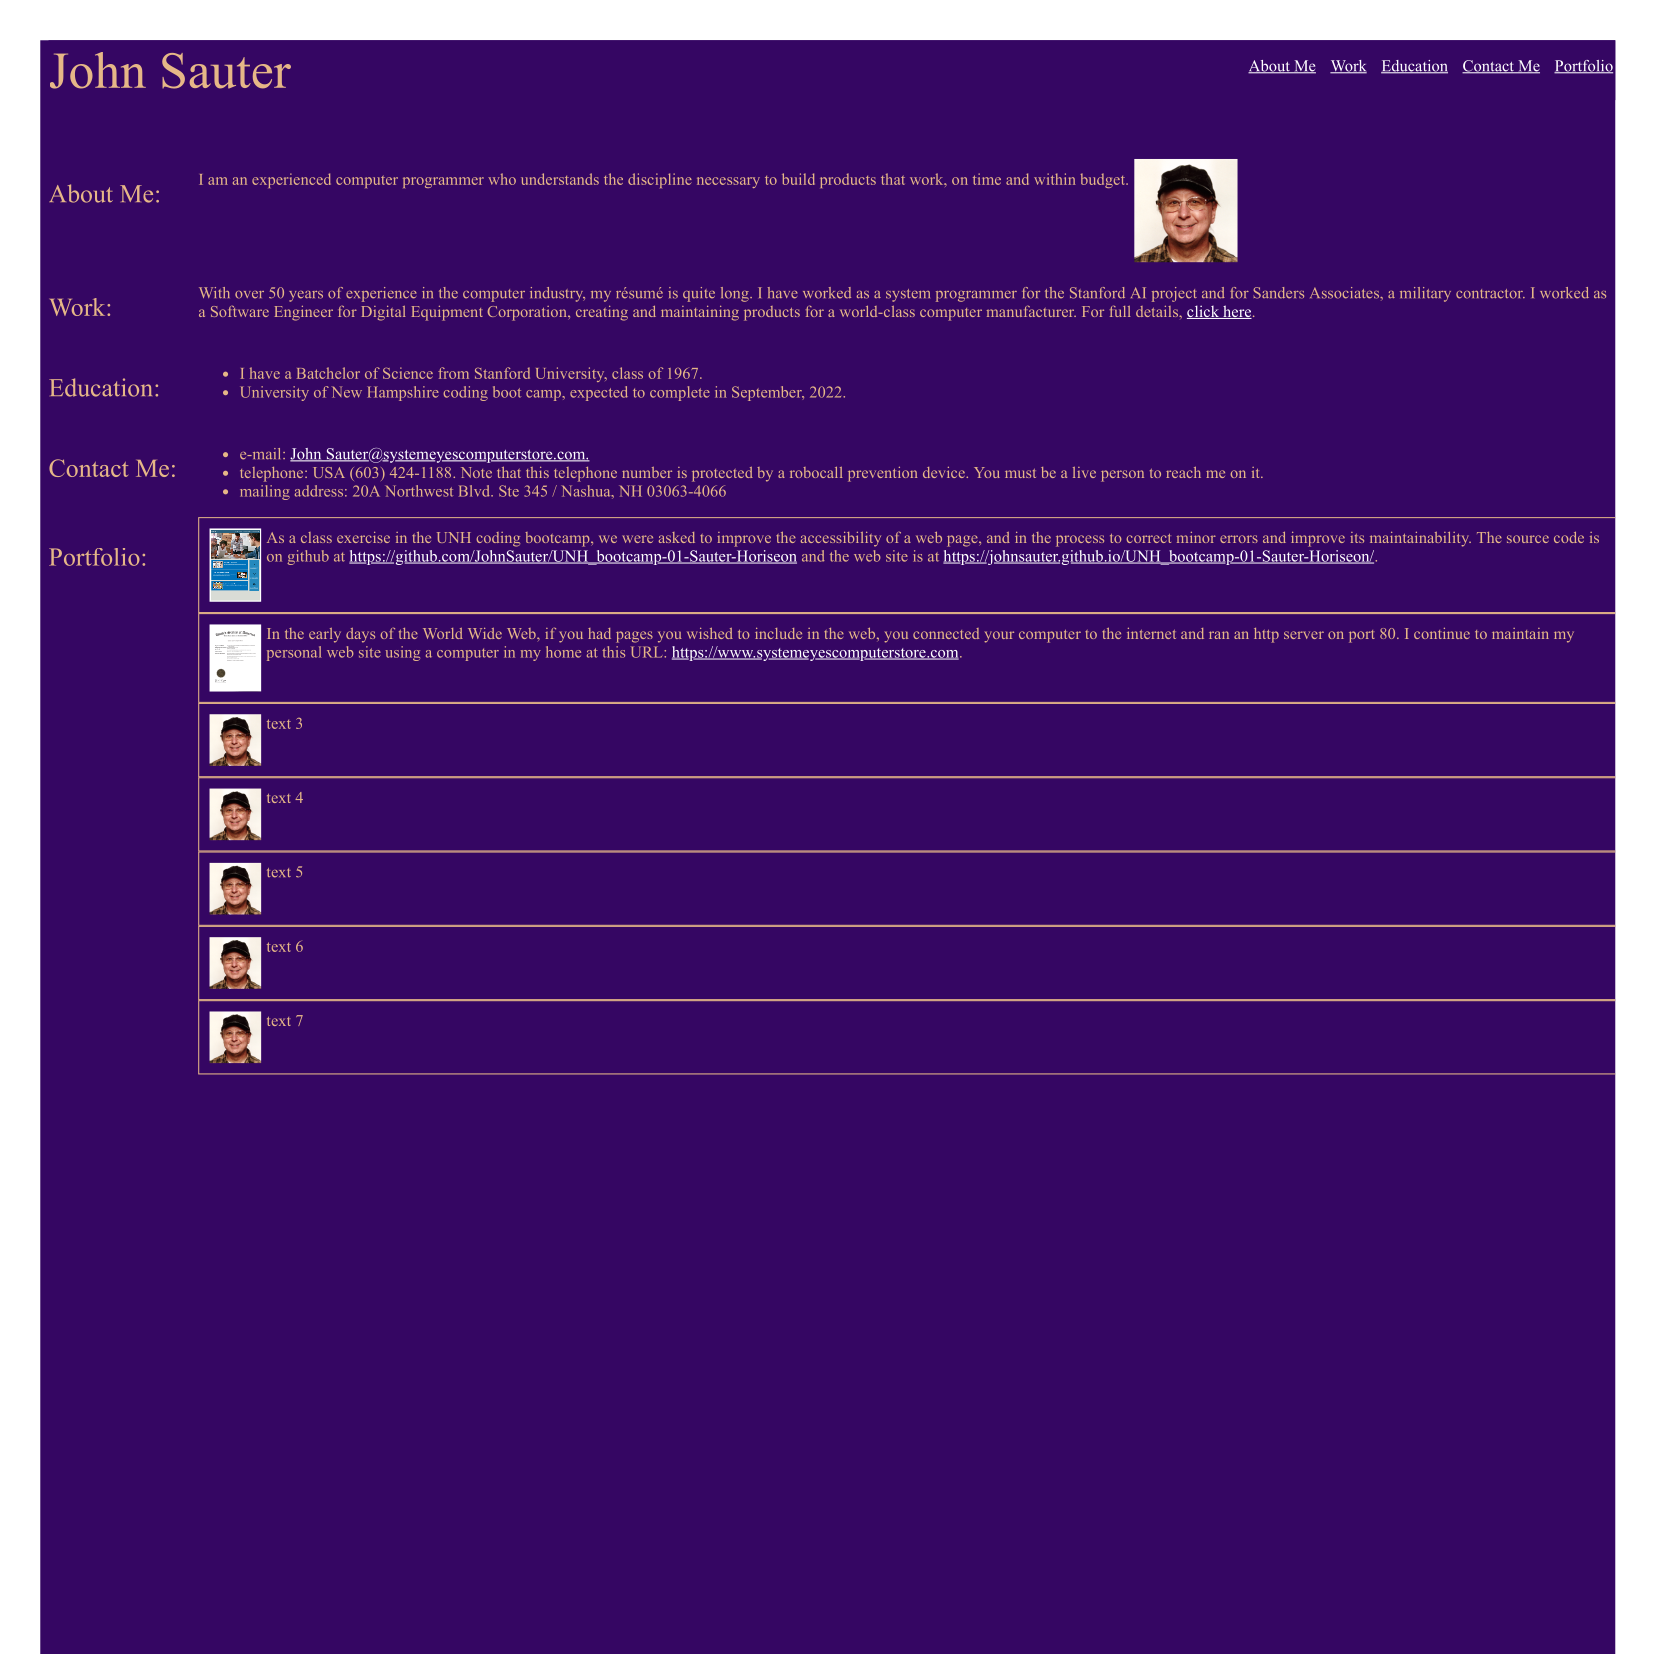 John Sauter
About Me Work Education Contact Me Portfolio
About Me:
I am an experienced computer programmer who understands the discipline necessary to build products that work, on time and within budget.
Work:
With over 50 years of experience in the computer industry, my résumé is quite long. I have worked as a system programmer for the Stanford AI project and for Sanders Associates, a military contractor. I worked as
a Software Engineer for Digital Equipment Corporation, creating and maintaining products for a world-class computer manufacturer. For full details, click here.
Education:
• I have a Batchelor of Science from Stanford University, class of 1967.
• University of New Hampshire coding boot camp, expected to complete in September, 2022.
Contact Me:
• e-mail: John Sauter@systemeyescomputerstore.com.
• telephone: USA (603) 424-1188. Note that this telephone number is protected by a robocall prevention device. You must be a live person to reach me on it.
• mailing address: 20A Northwest Blvd. Ste 345 / Nashua, NH 03063-4066
Portfolio:
As a class exercise in the UNH coding bootcamp, we were asked to improve the accessibility of a web page, and in the process to correct minor errors and improve its maintainability. The source code is
on github at https://github.com/JohnSauter/UNH_bootcamp-01-Sauter-Horiseon and the web site is at https://johnsauter.github.io/UNH_bootcamp-01-Sauter-Horiseon/.
In the early days of the World Wide Web, if you had pages you wished to include in the web, you connected your computer to the internet and ran an http server on port 80. I continue to maintain my
personal web site using a computer in my home at this URL: https://www.systemeyescomputerstore.com.
text 3
text 4
text 5
text 6
text 7